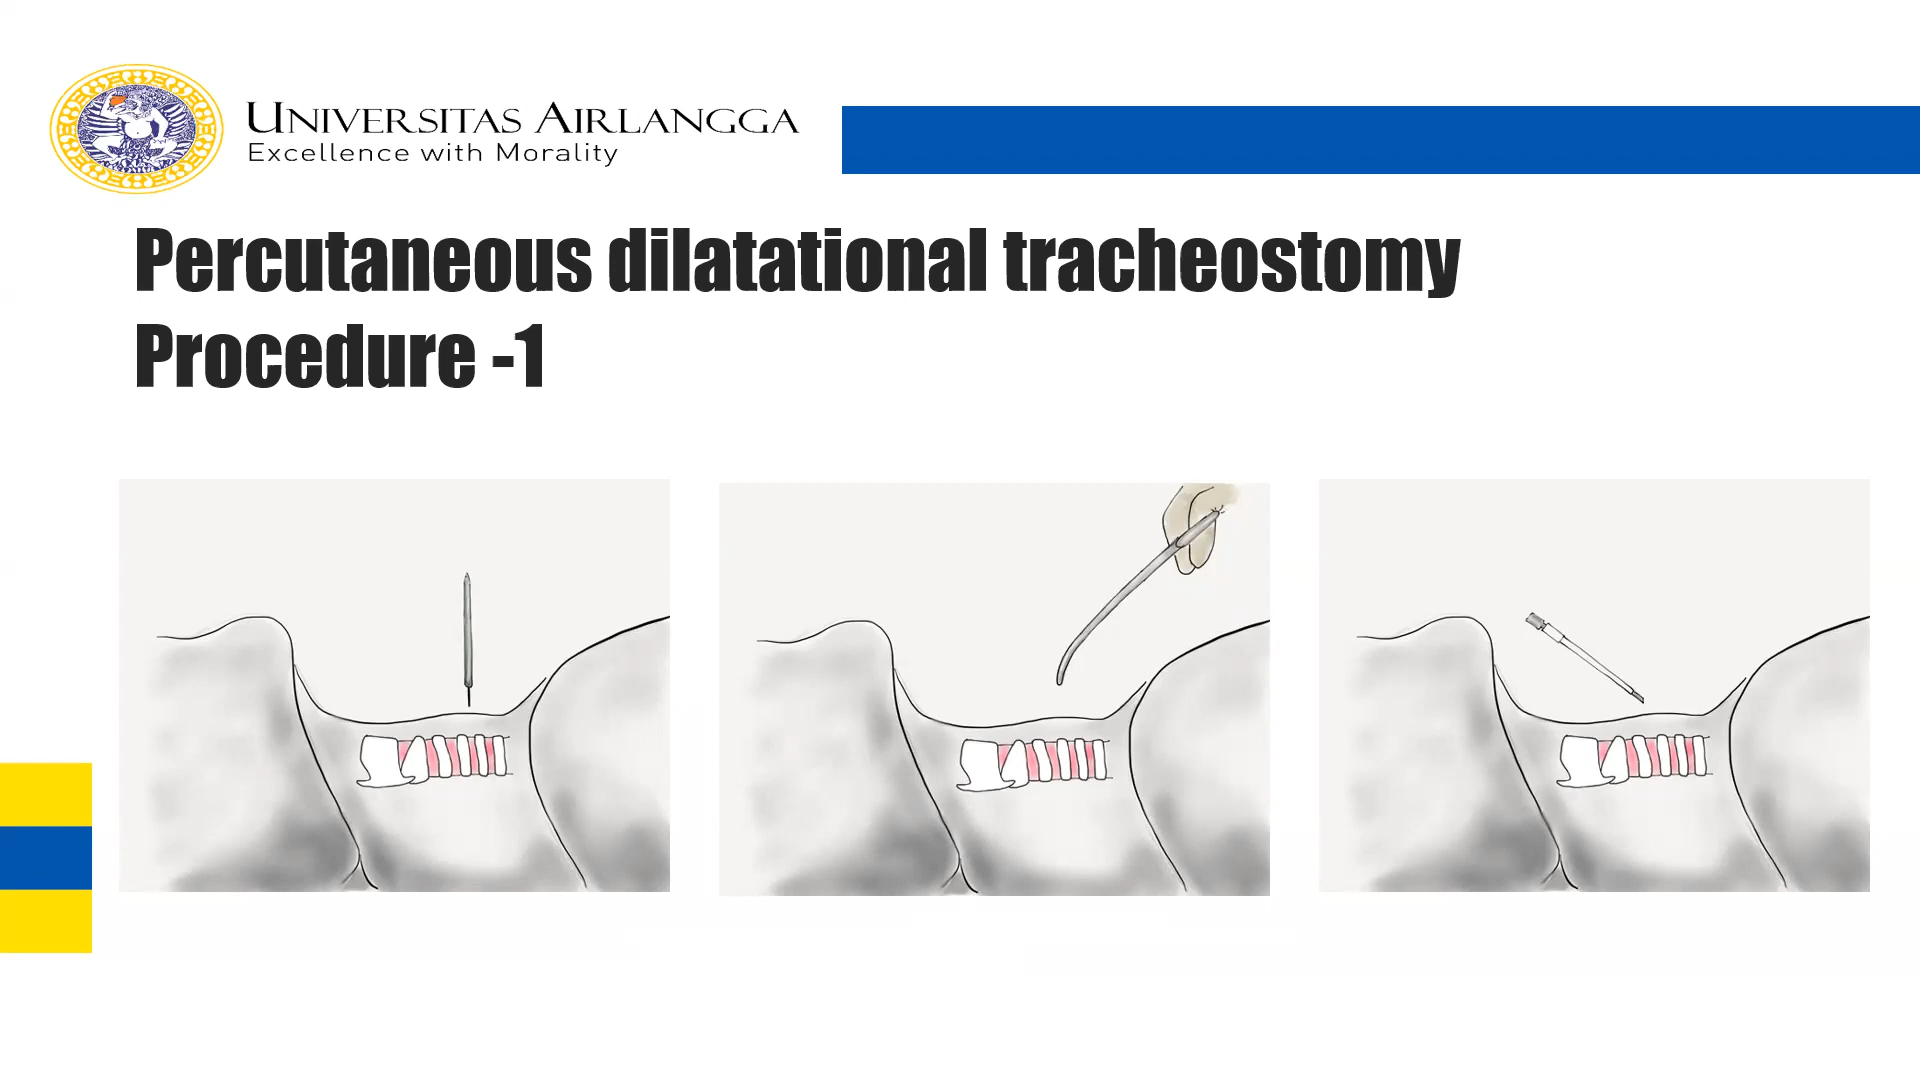 UNIVERSITAS AIRLANGGA
Excellence with Morality
Percutaneous dilatational tracheostomy
Procedure -1